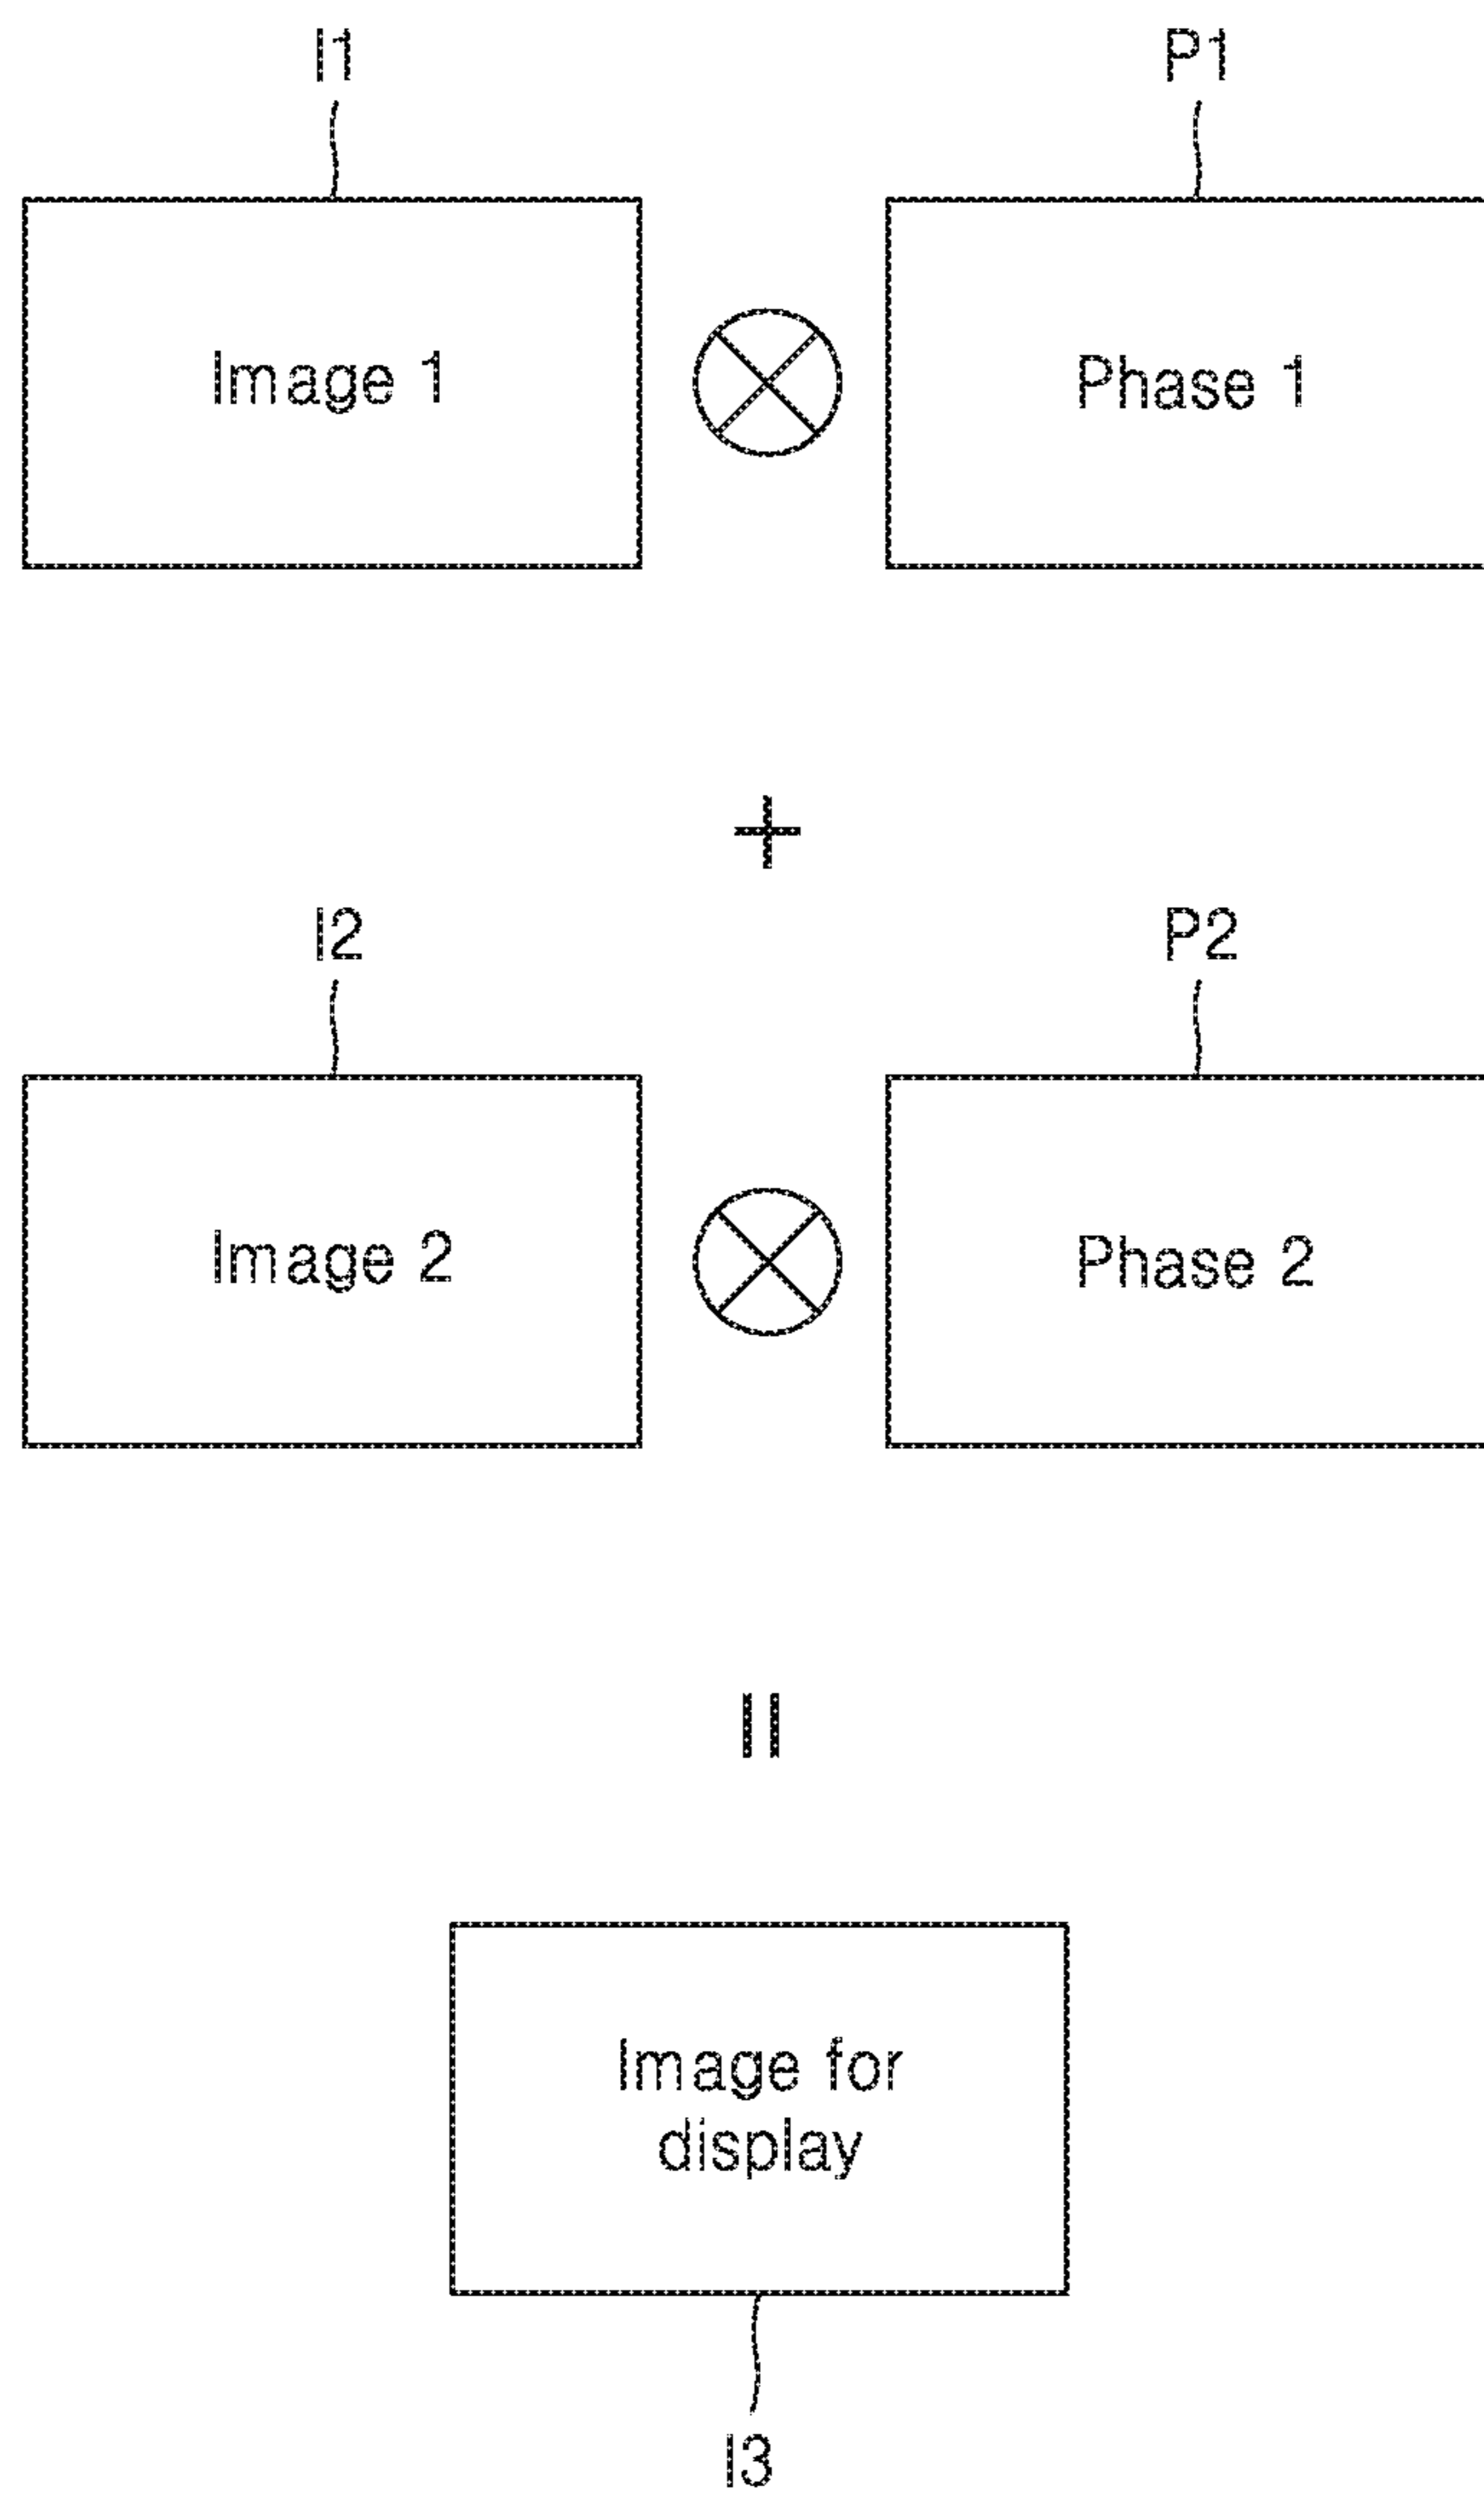 I1 P1
Image 1 Phase 1
+
I2 P2
Image 2 Phase 2
=
Image for
display
I3